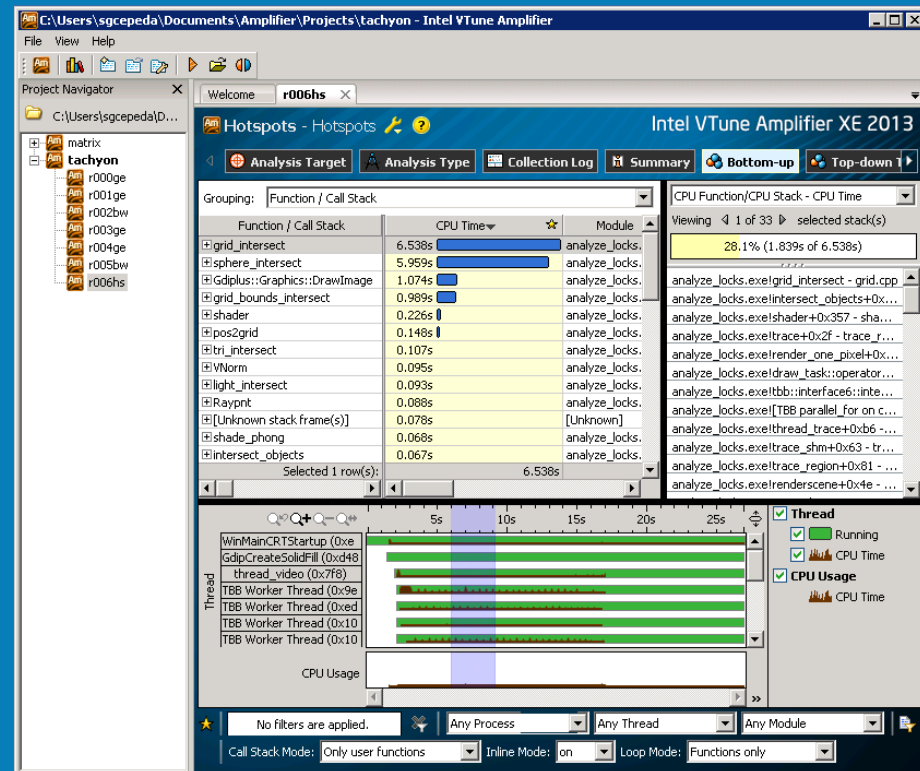 C:\Users\sgcepeda\Documents\Amplifier\Projects\tachyon - Intel VTune Amplifier
File View Help
Project Navigator X
C:\Users\sgcepeda\D...
matrix
tachyon
r000ge
r001ge
r002bw
r003ge
r004ge
r005bw
r006hs
Welcome r006hs
Hotspots - Hotspots Intel VTune Amplifier XE 2013
Analysis Target Analysis Type Collection Log Summary Bottom-up Top-down
Grouping: Function / Call Stack
Function / Call Stack CPU Time Module
grid_intersect 6.538s analyze_locks.
sphere_intersect 5.959s analyze_locks.
Gdiplus::Graphics::DrawImage 1.074s analyze_locks.
grid_bounds_intersect 0.989s analyze_locks.
shader 0.226s analyze_locks.
pos2grid 0.148s analyze_locks.
tri_intersect 0.107s analyze_locks.
VNorm 0.095s analyze_locks.
light_intersect 0.093s analyze_locks.
Raypnt 0.088s analyze_locks.
[Unknown stack frame(s)] 0.078s [Unknown]
shade_phong 0.068s analyze_locks.
intersect_objects 0.067s analyze_locks.
Selected 1 row(s): 6.538s
CPU Function/CPU Stack - CPU Time
Viewing 1 of 33 selected stack(s)
28.1% (1.839s of 6.538s)
analyze_locks.exe!grid_intersect - grid.cpp
analyze_locks.exe!intersect_objects+0x...
analyze_locks.exe!shader+0x357 - sha...
analyze_locks.exe!trace+0x2f - trace_r...
analyze_locks.exe!render_one_pixel+0x...
analyze_locks.exe!draw_task::operator...
analyze_locks.exe!tbb::interface6::inte...
analyze_locks.exe![TBB parallel_for on c...
analyze_locks.exe!thread_trace+0xb6 -...
analyze_locks.exe!trace_shm+0x63 - tr...
analyze_locks.exe!trace_region+0x81 - ...
analyze_locks.exe!renderscene+0x4e - ...
5s 10s 15s 20s 25s
Thread
WinMainCRTStartup (0xe
GdipCreateSolidFill (0xd48
thread_video (0x7f8)
TBB Worker Thread (0x9e
TBB Worker Thread (0xed
TBB Worker Thread (0x10
TBB Worker Thread (0x10
CPU Usage
Thread
Running
CPU Time
CPU Usage
CPU Time
No filters are applied. Any Process Any Thread Any Module
Call Stack Mode: Only user functions Inline Mode: on Loop Mode: Functions only